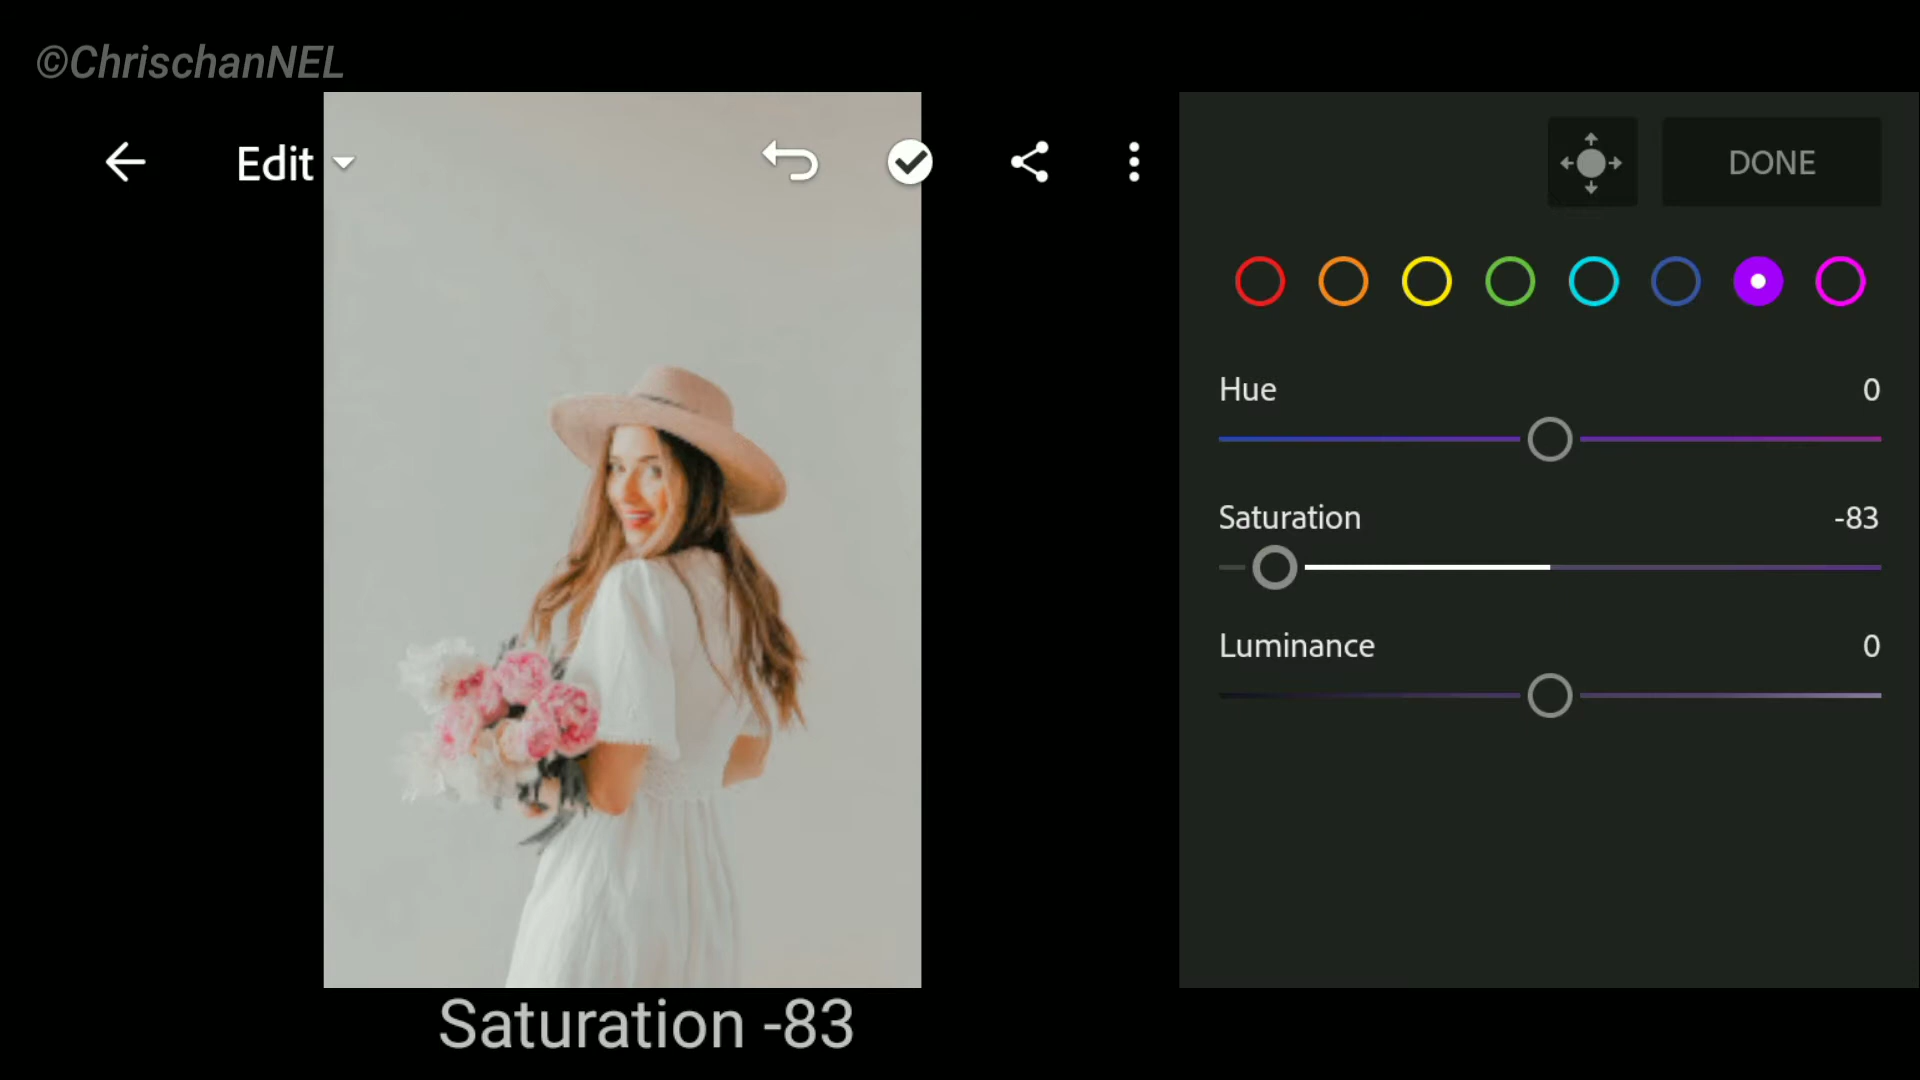 ©ChrischanNEL
Edit
DONE
Hue 0
Saturation -83
Luminance 0
Saturation -83